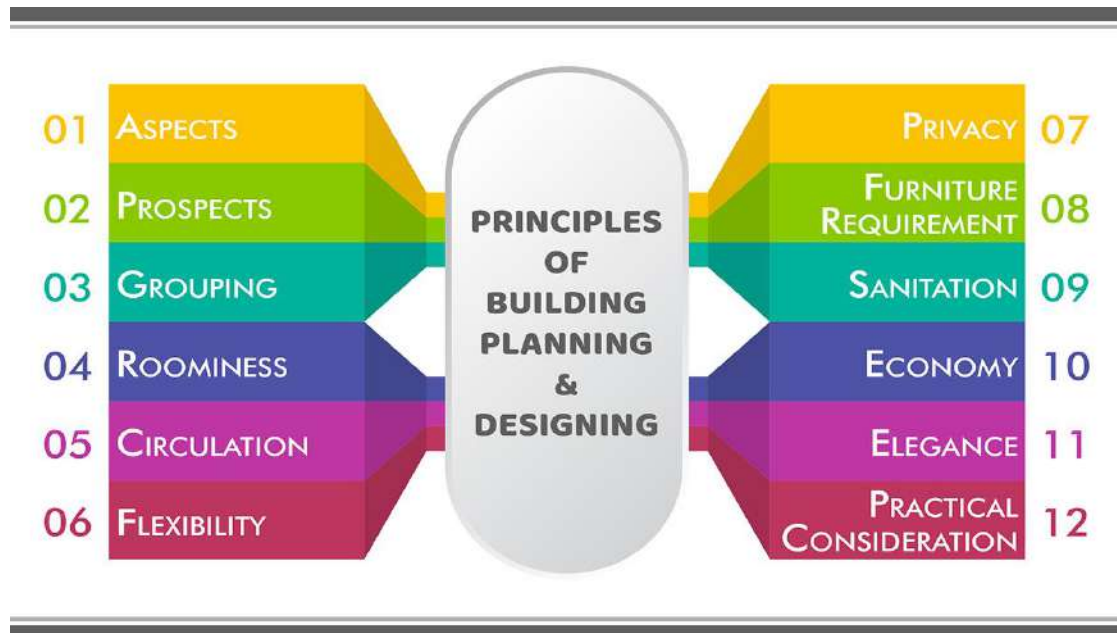 01 ASPECTS
02 PROSPECTS
03 GROUPING
04 ROOMINESS
05 CIRCULATION
06 FLEXIBILITY
PRINCIPLES
OF
BUILDING
PLANNING
&
DESIGNING
PRIVACY 07
FURNITURE
REQUIREMENT 08
SANITATION 09
ECONOMY 10
ELEGANCE 11
PRACTICAL
CONSIDERATION 12